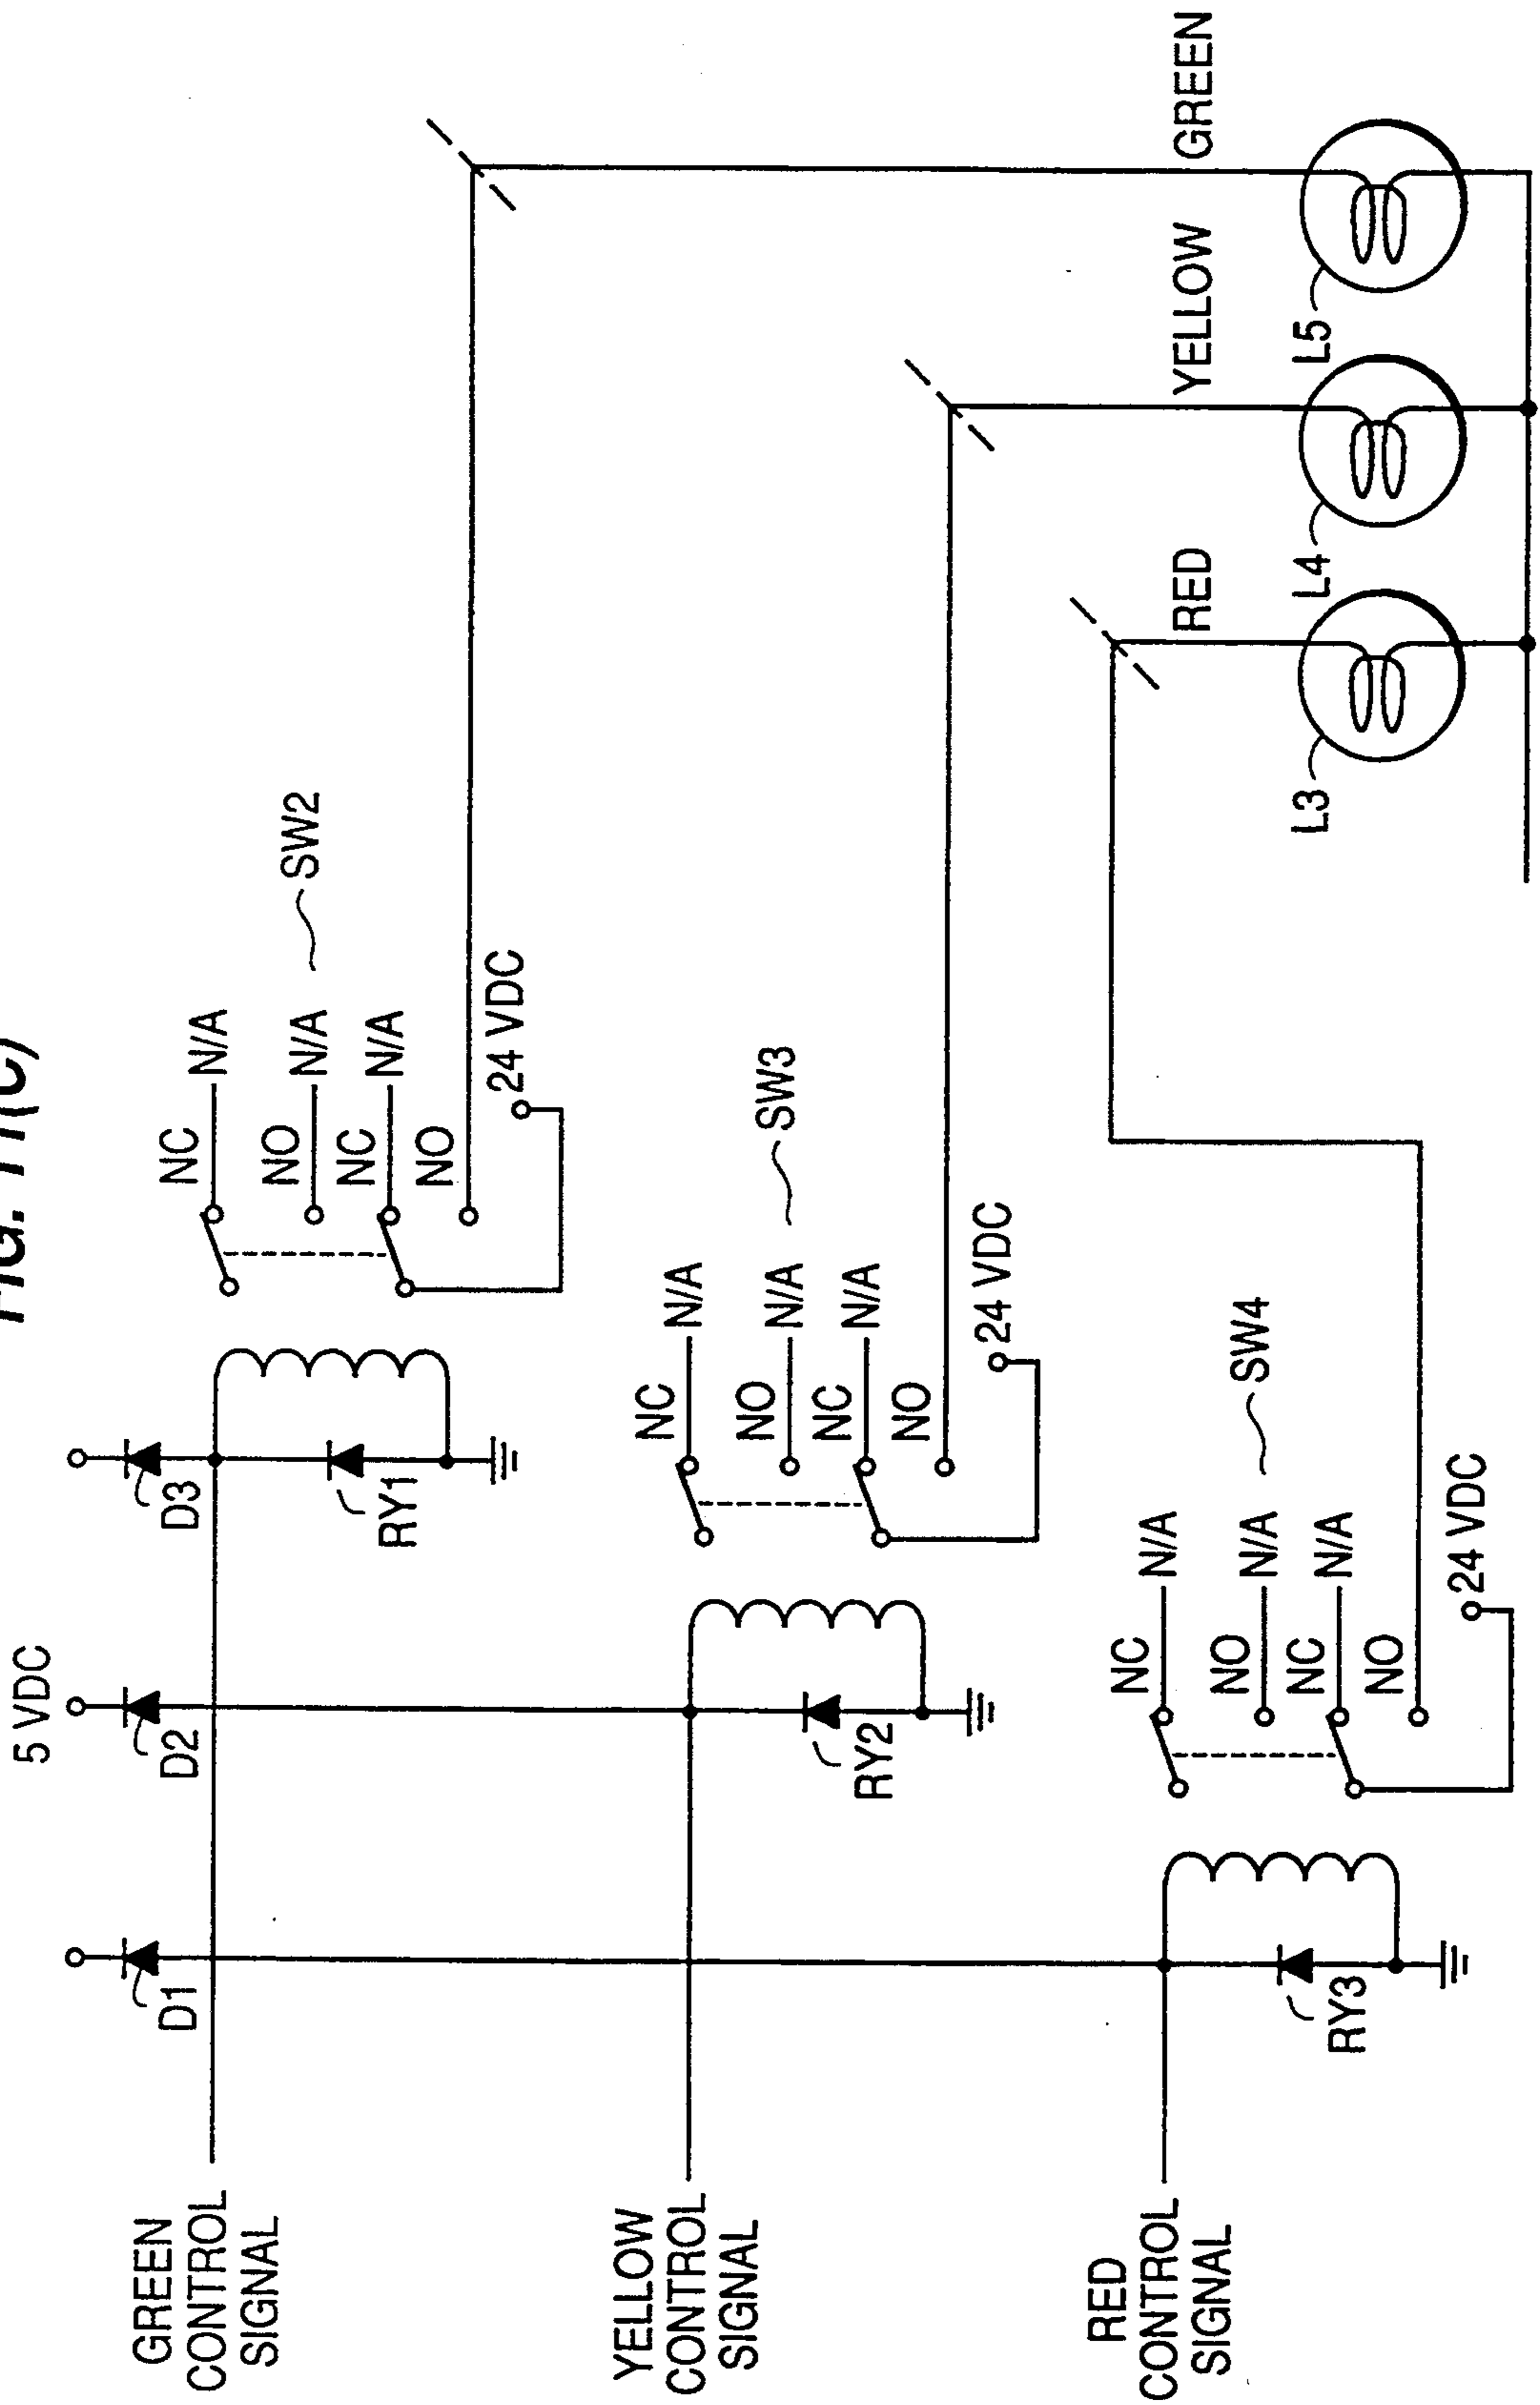 FIG. 11(C)
5 VDC
D1
D2
D3
GREEN
CONTROL
SIGNAL
RY1
NC
N/A
NO
N/A
NC
N/A
NO
24 VDC
SW2
YELLOW
CONTROL
SIGNAL
RY2
NC
N/A
NO
N/A
NC
N/A
NO
24 VDC
SW3
RED
CONTROL
SIGNAL
RY3
NC
N/A
NO
N/A
NC
N/A
NO
24 VDC
SW4
RED
YELLOW
GREEN
L3
L4
L5